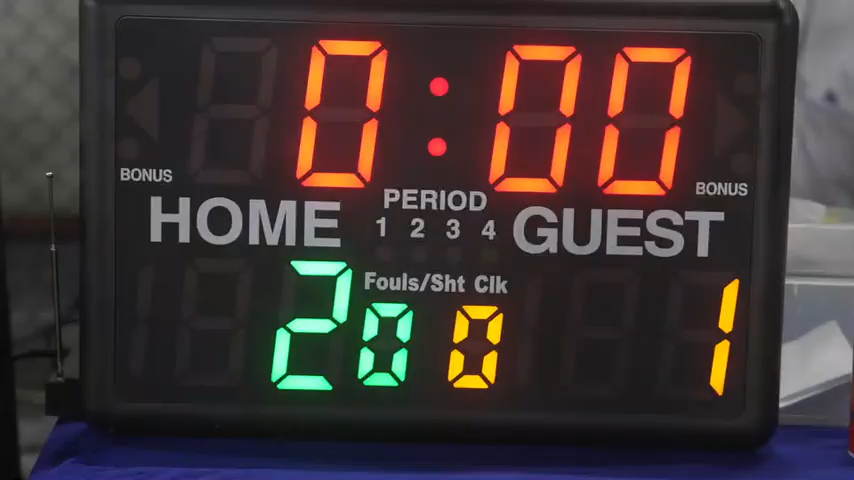 0:00
BONUS BONUS
PERIOD
HOME 1 2 3 4 GUEST
Fouls/Sht Clk
2 0 0 1